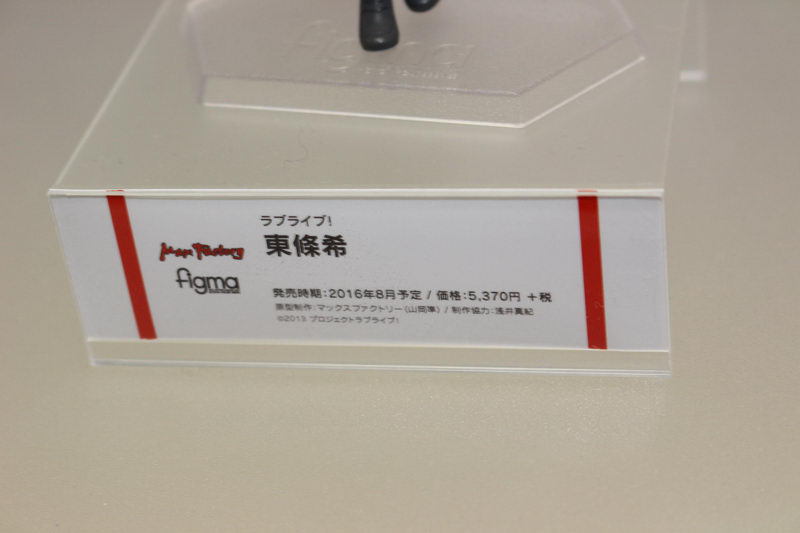 figma
ラブライブ!
Max Factory
東條希
figma
発売時期:2016年8月予定 / 価格:5,370円 +税
原型制作:マックスファクトリー(山岡準) / 制作協力:浅井真紀
©2013 プロジェクトラブライブ!